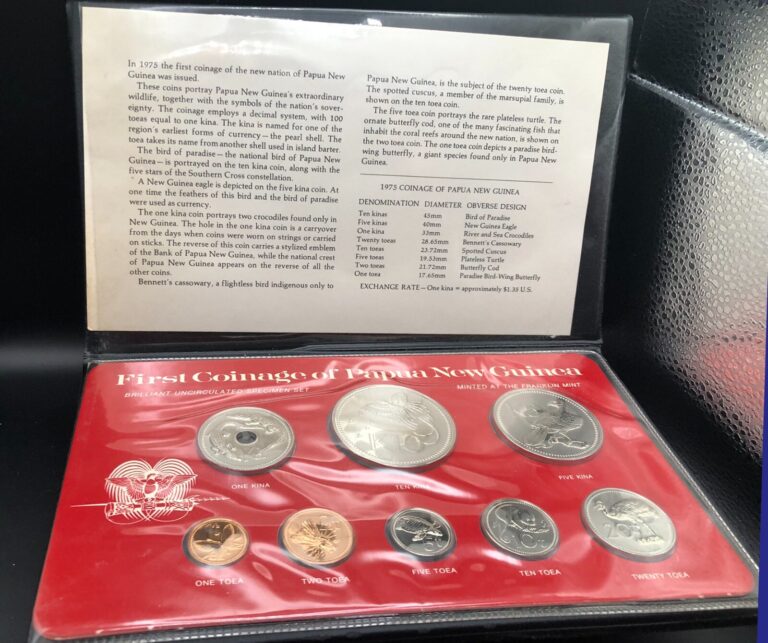 In 1975 the first coinage of the new nation of Papua New
Guinea was issued.
These coins portray Papua New Guinea's extraordinary
wildlife, together with the symbols of the nation's sover-
eignty. The coinage employs a decimal system, with 100
toeas equal to one kina. The kina is named for one of the
region's earliest forms of currency—the pearl shell. The
toea takes its name from another shell used in island barter.
The bird of paradise—the national bird of Papua New
Guinea—is portrayed on the ten kina coin, along with the
five stars of the Southern Cross constellation.
A New Guinea eagle is depicted on the five kina coin. At
one time the feathers of this bird and the bird of paradise
were used as currency.
The one kina coin portrays two crocodiles found only in
New Guinea. The hole in the one kina coin is a carryover
from the days when coins were worn on strings or carried
on sticks. The reverse of this coin carries a stylized emblem
of the Bank of Papua New Guinea, while the national crest
of Papua New Guinea appears on the reverse of all the
other coins.
Bennett's cassowary, a flightless bird indigenous only to
Papua New Guinea, is the subject of the twenty toea coin.
The spotted cuscus, a member of the marsupial family, is
shown on the ten toea coin.
The five toea coin portrays the rare plateless turtle. The
ornate butterfly cod, one of the many fascinating fish that
inhabit the coral reefs around the new nation, is shown on
the two toea coin. The one toea coin depicts a paradise bird-
wing butterfly, a giant species found only in Papua New
Guinea.
1975 COINAGE OF PAPUA NEW GUINEA
DENOMINATION DIAMETER OBVERSE DESIGN
Ten kinas 45mm Bird of Paradise
Five kinas 40mm New Guinea Eagle
One kina 33mm River and Sea Crocodiles
Twenty toeas 28.65mm Bennett's Cassowary
Ten toeas 23.72mm Spotted Cuscus
Five toeas 19.53mm Plateless Turtle
Two toeas 21.72mm Butterfly Cod
One toea 17.65mm Paradise Bird-Wing Butterfly
EXCHANGE RATE—One kina = approximately $1.35 U.S.
First Coinage of Papua New Guinea
BRILLIANT UNCIRCULATED SPECIMEN SET MINTED AT THE FRANKLIN MINT
ONE KINA
TEN KINA
FIVE KINA
ONE TOEA
TWO TOEA
FIVE TOEA
TEN TOEA
TWENTY TOEA